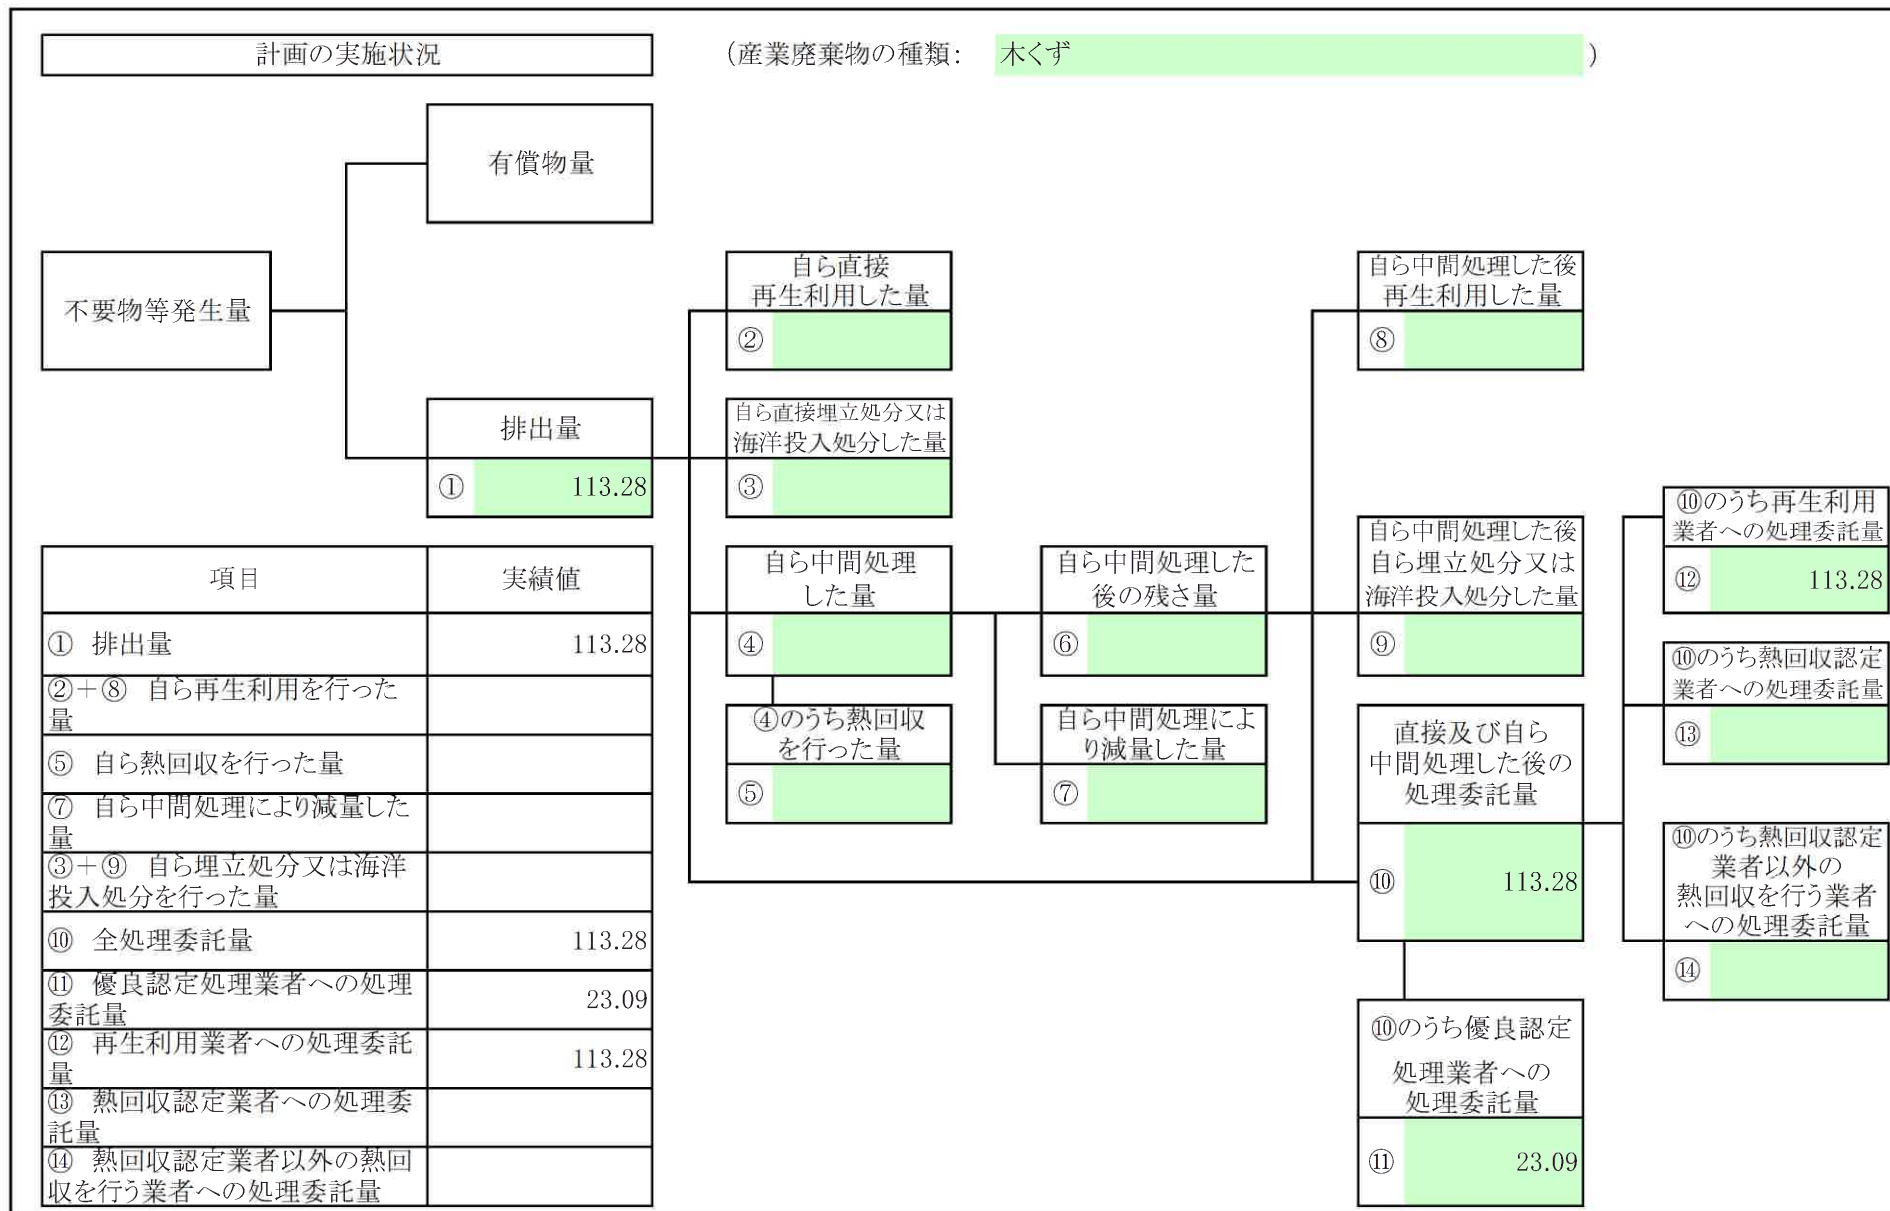 計画の実施状況
(産業廃棄物の種類： 木くず )
有償物量
不要物等発生量
排出量
① 113.28
自ら直接
再生利用した量
②
自ら直接埋立処分又は
海洋投入処分した量
③
自ら中間処理
した量
④
④のうち熱回収
を行った量
⑤
自ら中間処理した
後の残さ量
⑥
自ら中間処理によ
り減量した量
⑦
自ら中間処理した後
再生利用した量
⑧
自ら中間処理した後
自ら埋立処分又は
海洋投入処分した量
⑨
直接及び自ら
中間処理した後の
処理委託量
⑩ 113.28
⑩のうち優良認定
処理業者への
処理委託量
⑪ 23.09
⑩のうち再生利用
業者への処理委託量
⑫ 113.28
⑩のうち熱回収認定
業者への処理委託量
⑬
⑩のうち熱回収認定
業者以外の
熱回収を行う業者
への処理委託量
⑭
項目 実績値
① 排出量 113.28
②＋⑧ 自ら再生利用を行った
量
⑤ 自ら熱回収を行った量
⑦ 自ら中間処理により減量した
量
③＋⑨ 自ら埋立処分又は海洋
投入処分を行った量
⑩ 全処理委託量 113.28
⑪ 優良認定処理業者への処理
委託量 23.09
⑫ 再生利用業者への処理委託
量 113.28
⑬ 熱回収認定業者への処理委
託量
⑭ 熱回収認定業者以外の熱回
収を行う業者への処理委託量